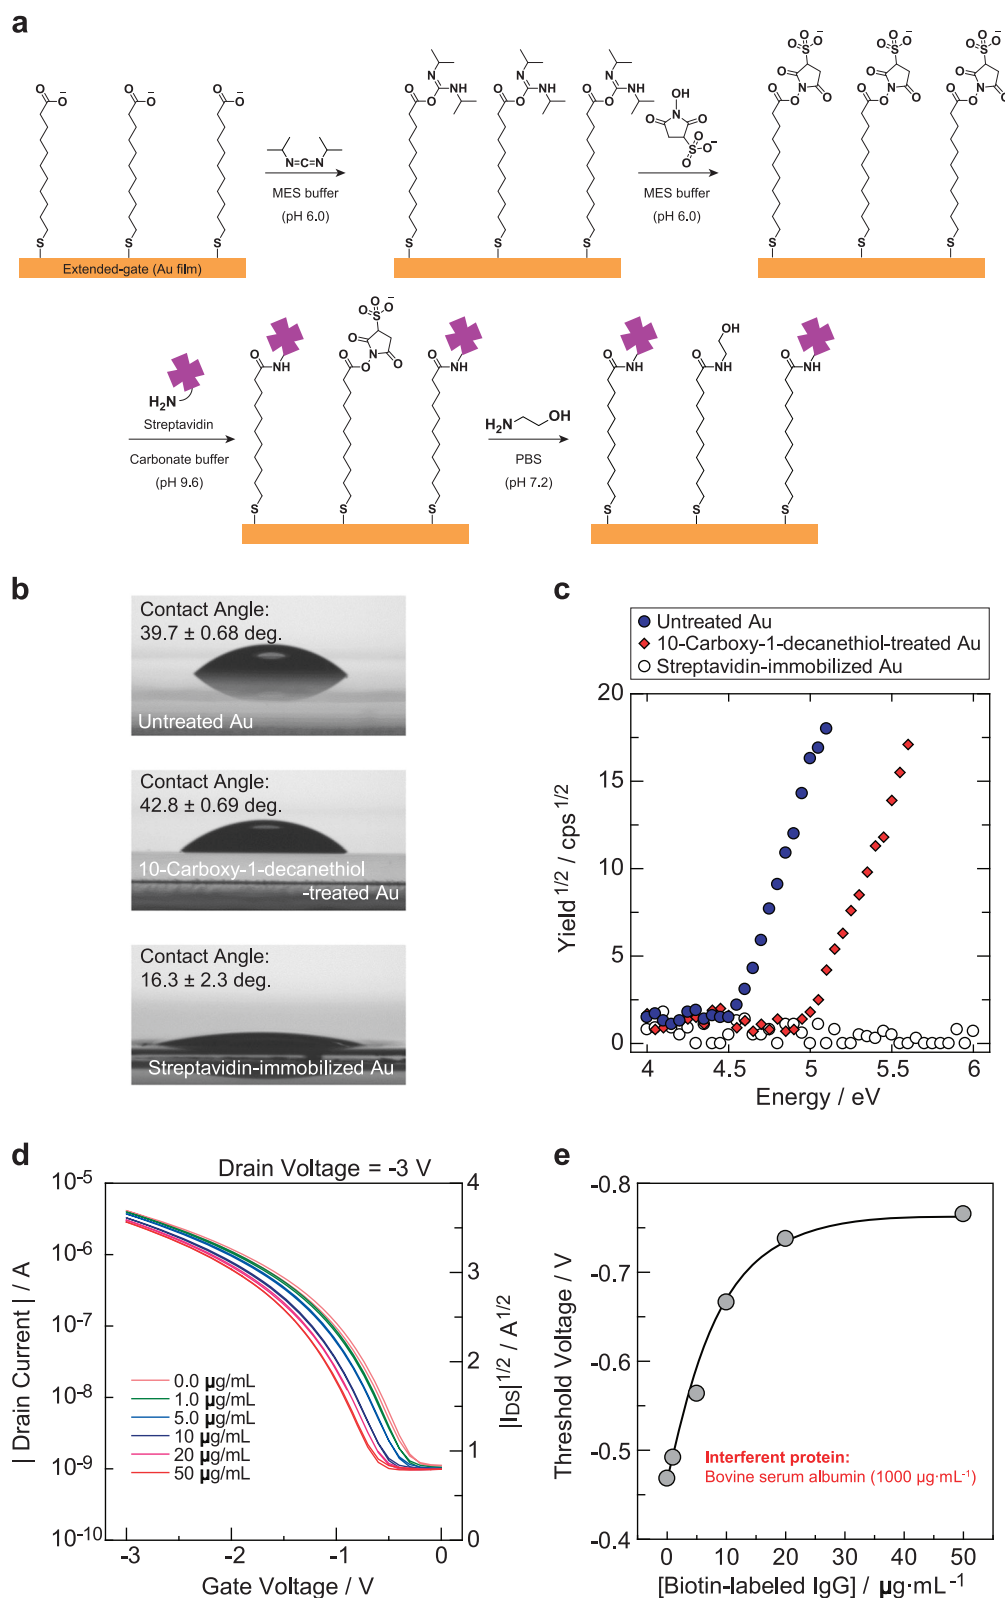 a
O O O− O O− O O−
N=C=N
MES buffer
(pH 6.0)
S S S
Extended-gate (Au film)
N N N
NH NH NH
O O O O O O
OH
O N O
O S O−
O
MES buffer
(pH 6.0)
S S S
O O O− O O O− O O O−
S S S
O N O O N O O N O
O O O O O O
S S S
H2N
Streptavidin
Carbonate buffer
(pH 9.6)
O O O−
S
O N O
O NH O O O NH
S S S
H2N OH
PBS
(pH 7.2)
OH
O NH O NH O NH
S S S
b
Contact Angle:
39.7 ± 0.68 deg.
Untreated Au
Contact Angle:
42.8 ± 0.69 deg.
10-Carboxy-1-decanethiol
-treated Au
Contact Angle:
16.3 ± 2.3 deg.
Streptavidin-immobilized Au
c
Untreated Au
10-Carboxy-1-decanethiol-treated Au
Streptavidin-immobilized Au
20
15
10
5
0
Yield1/2 / cps1/2
4 4.5 5 5.5 6
Energy / eV
d
Drain Voltage = -3 V
10-5
10-6
10-7
10-8
10-9
10-10
| Drain Current | / A
4
3
2
1
0
|IDS|1/2 / A1/2
0.0 µg/mL
1.0 µg/mL
5.0 µg/mL
10 µg/mL
20 µg/mL
50 µg/mL
-3 -2 -1 0
Gate Voltage / V
e
-0.8
-0.7
-0.6
-0.5
-0.4
Threshold Voltage / V
Interferent protein:
Bovine serum albumin (1000 µg·mL-1)
0 10 20 30 40 50
[Biotin-labeled IgG] / µg·mL-1